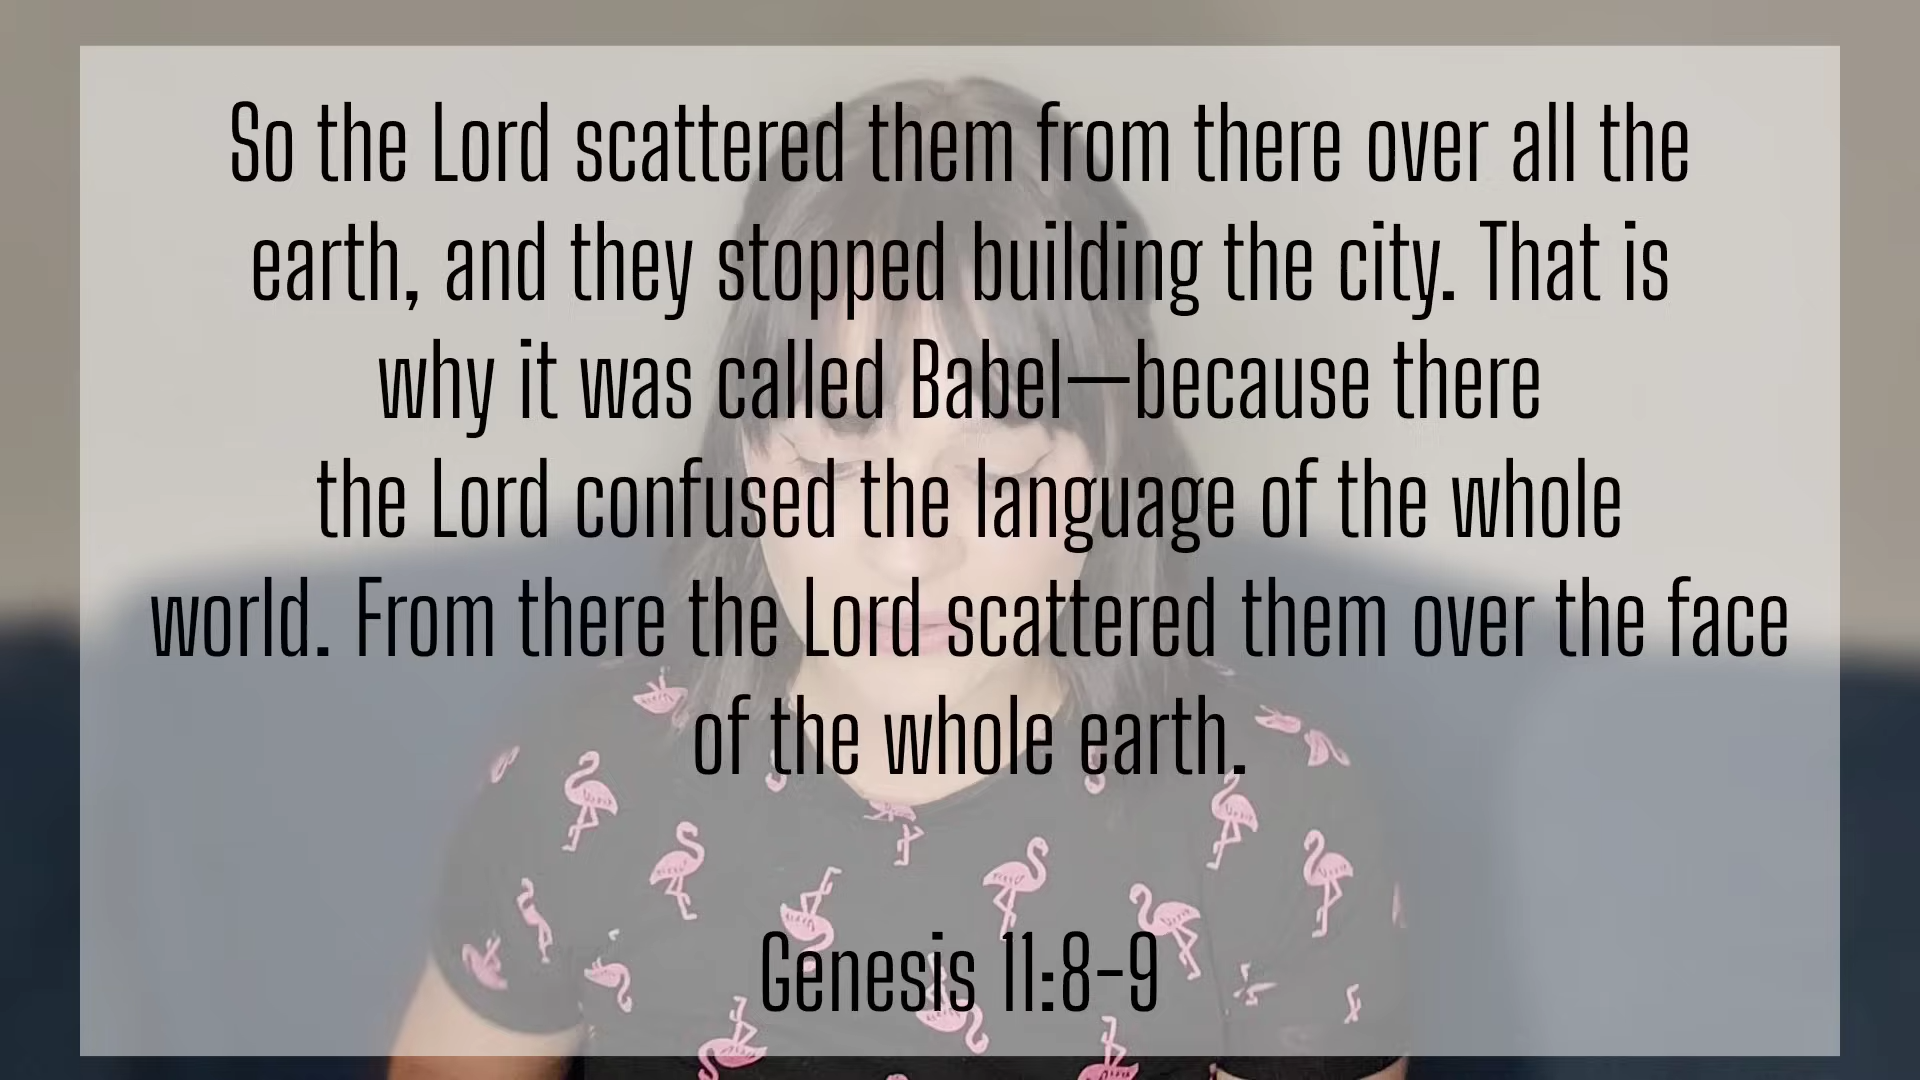 So the Lord scattered them from there over all the
earth, and they stopped building the city. That is
why it was called Babel—because there
the Lord confused the language of the whole
world. From there the Lord scattered them over the face
of the whole earth.
Genesis 11:8-9